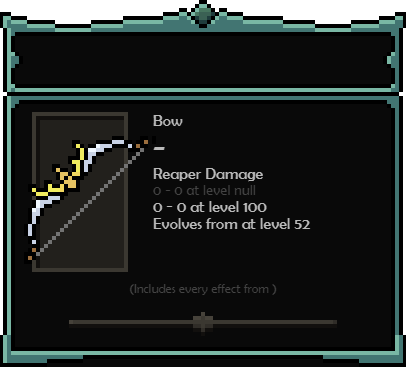 Bow
–
Reaper Damage
0 - 0 at level null
0 - 0 at level 100
Evolves from at level 52
(Includes every effect from )